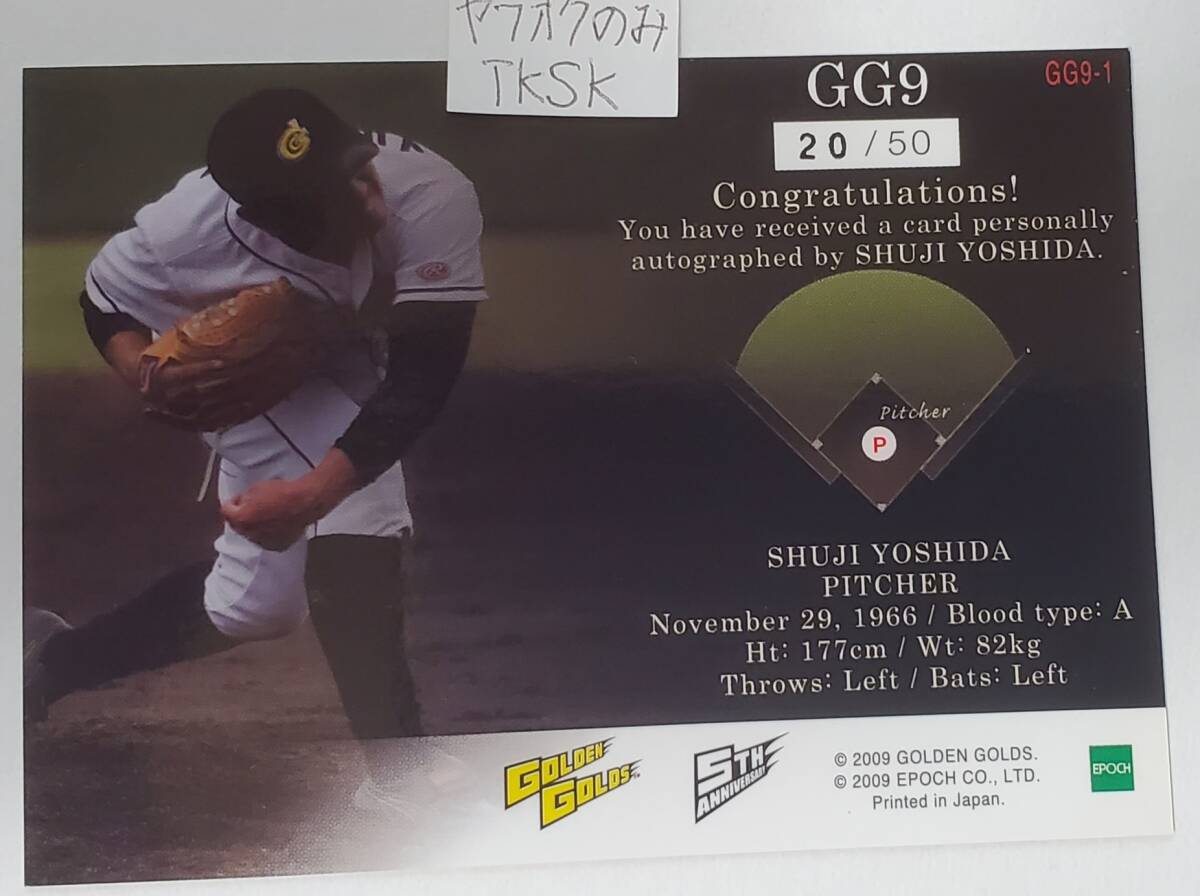 ヤフオクのみ
TKSK
GG9
GG9-1
20/50
Congratulations!
You have received a card personally
autographed by SHUJI YOSHIDA.
Pitcher
P
SHUJI YOSHIDA
PITCHER
November 29, 1966 / Blood type: A
Ht: 177cm / Wt: 82kg
Throws: Left / Bats: Left
GOLDEN
GOLDS
5TH
ANNIVERSARY
© 2009 GOLDEN GOLDS.
© 2009 EPOCH CO., LTD.
Printed in Japan.
EPOCH